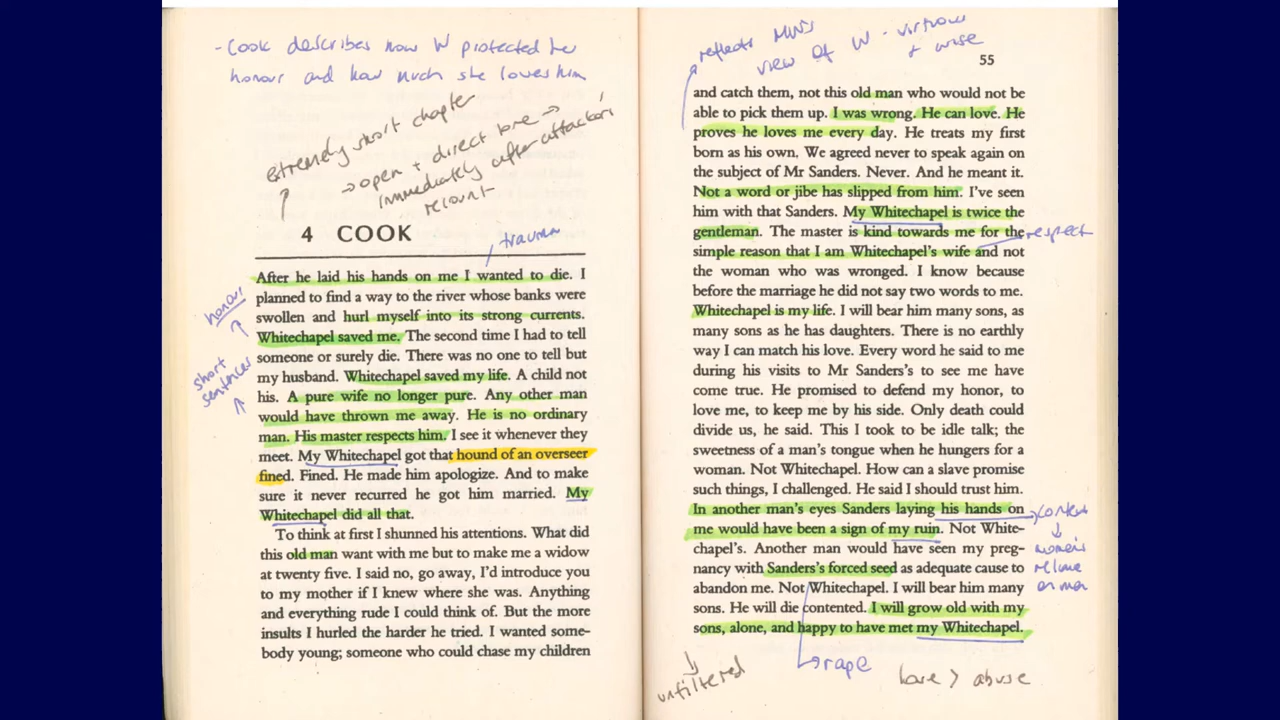 -Cook describes how W protected her
honour and how much she loves him
extremely short chapter
→open + direct tone →
immediately after attacker's
recount
4 COOK
trauma
honour
short
sentences
After he laid his hands on me I wanted to die. I
planned to find a way to the river whose banks were
swollen and hurl myself into its strong currents.
Whitechapel saved me. The second time I had to tell
someone or surely die. There was no one to tell but
my husband. Whitechapel saved my life. A child not
his. A pure wife no longer pure. Any other man
would have thrown me away. He is no ordinary
man. His master respects him. I see it whenever they
meet. My Whitechapel got that hound of an overseer
fined. Fined. He made him apologize. And to make
sure it never recurred he got him married. My
Whitechapel did all that.
To think at first I shunned his attentions. What did
this old man want with me but to make me a widow
at twenty five. I said no, go away, I'd introduce you
to my mother if I knew where she was. Anything
and everything rude I could think of. But the more
insults I hurled the harder he tried. I wanted some-
body young; someone who could chase my children
reflects MW's
view of W - virtuous
+ wise
55
and catch them, not this old man who would not be
able to pick them up. I was wrong. He can love. He
proves he loves me every day. He treats my first
born as his own. We agreed never to speak again on
the subject of Mr Sanders. Never. And he meant it.
Not a word or jibe has slipped from him. I've seen
him with that Sanders. My Whitechapel is twice the
gentleman. The master is kind towards me for the
simple reason that I am Whitechapel's wife and not
the woman who was wronged. I know because
before the marriage he did not say two words to me.
Whitechapel is my life. I will bear him many sons, as
many sons as he has daughters. There is no earthly
way I can match his love. Every word he said to me
during his visits to Mr Sanders's to see me have
come true. He promised to defend my honor, to
love me, to keep me by his side. Only death could
divide us, he said. This I took to be idle talk; the
sweetness of a man's tongue when he hungers for a
woman. Not Whitechapel. How can a slave promise
such things, I challenged. He said I should trust him.
In another man's eyes Sanders laying his hands on
me would have been a sign of my ruin. Not White-
chapel's. Another man would have seen my preg-
nancy with Sanders's forced seed as adequate cause to
abandon me. Not Whitechapel. I will bear him many
sons. He will die contented. I will grow old with my
sons, alone, and happy to have met my Whitechapel.
respect
context
women's
reliance
on men
unfiltered
→rape
love > abuse